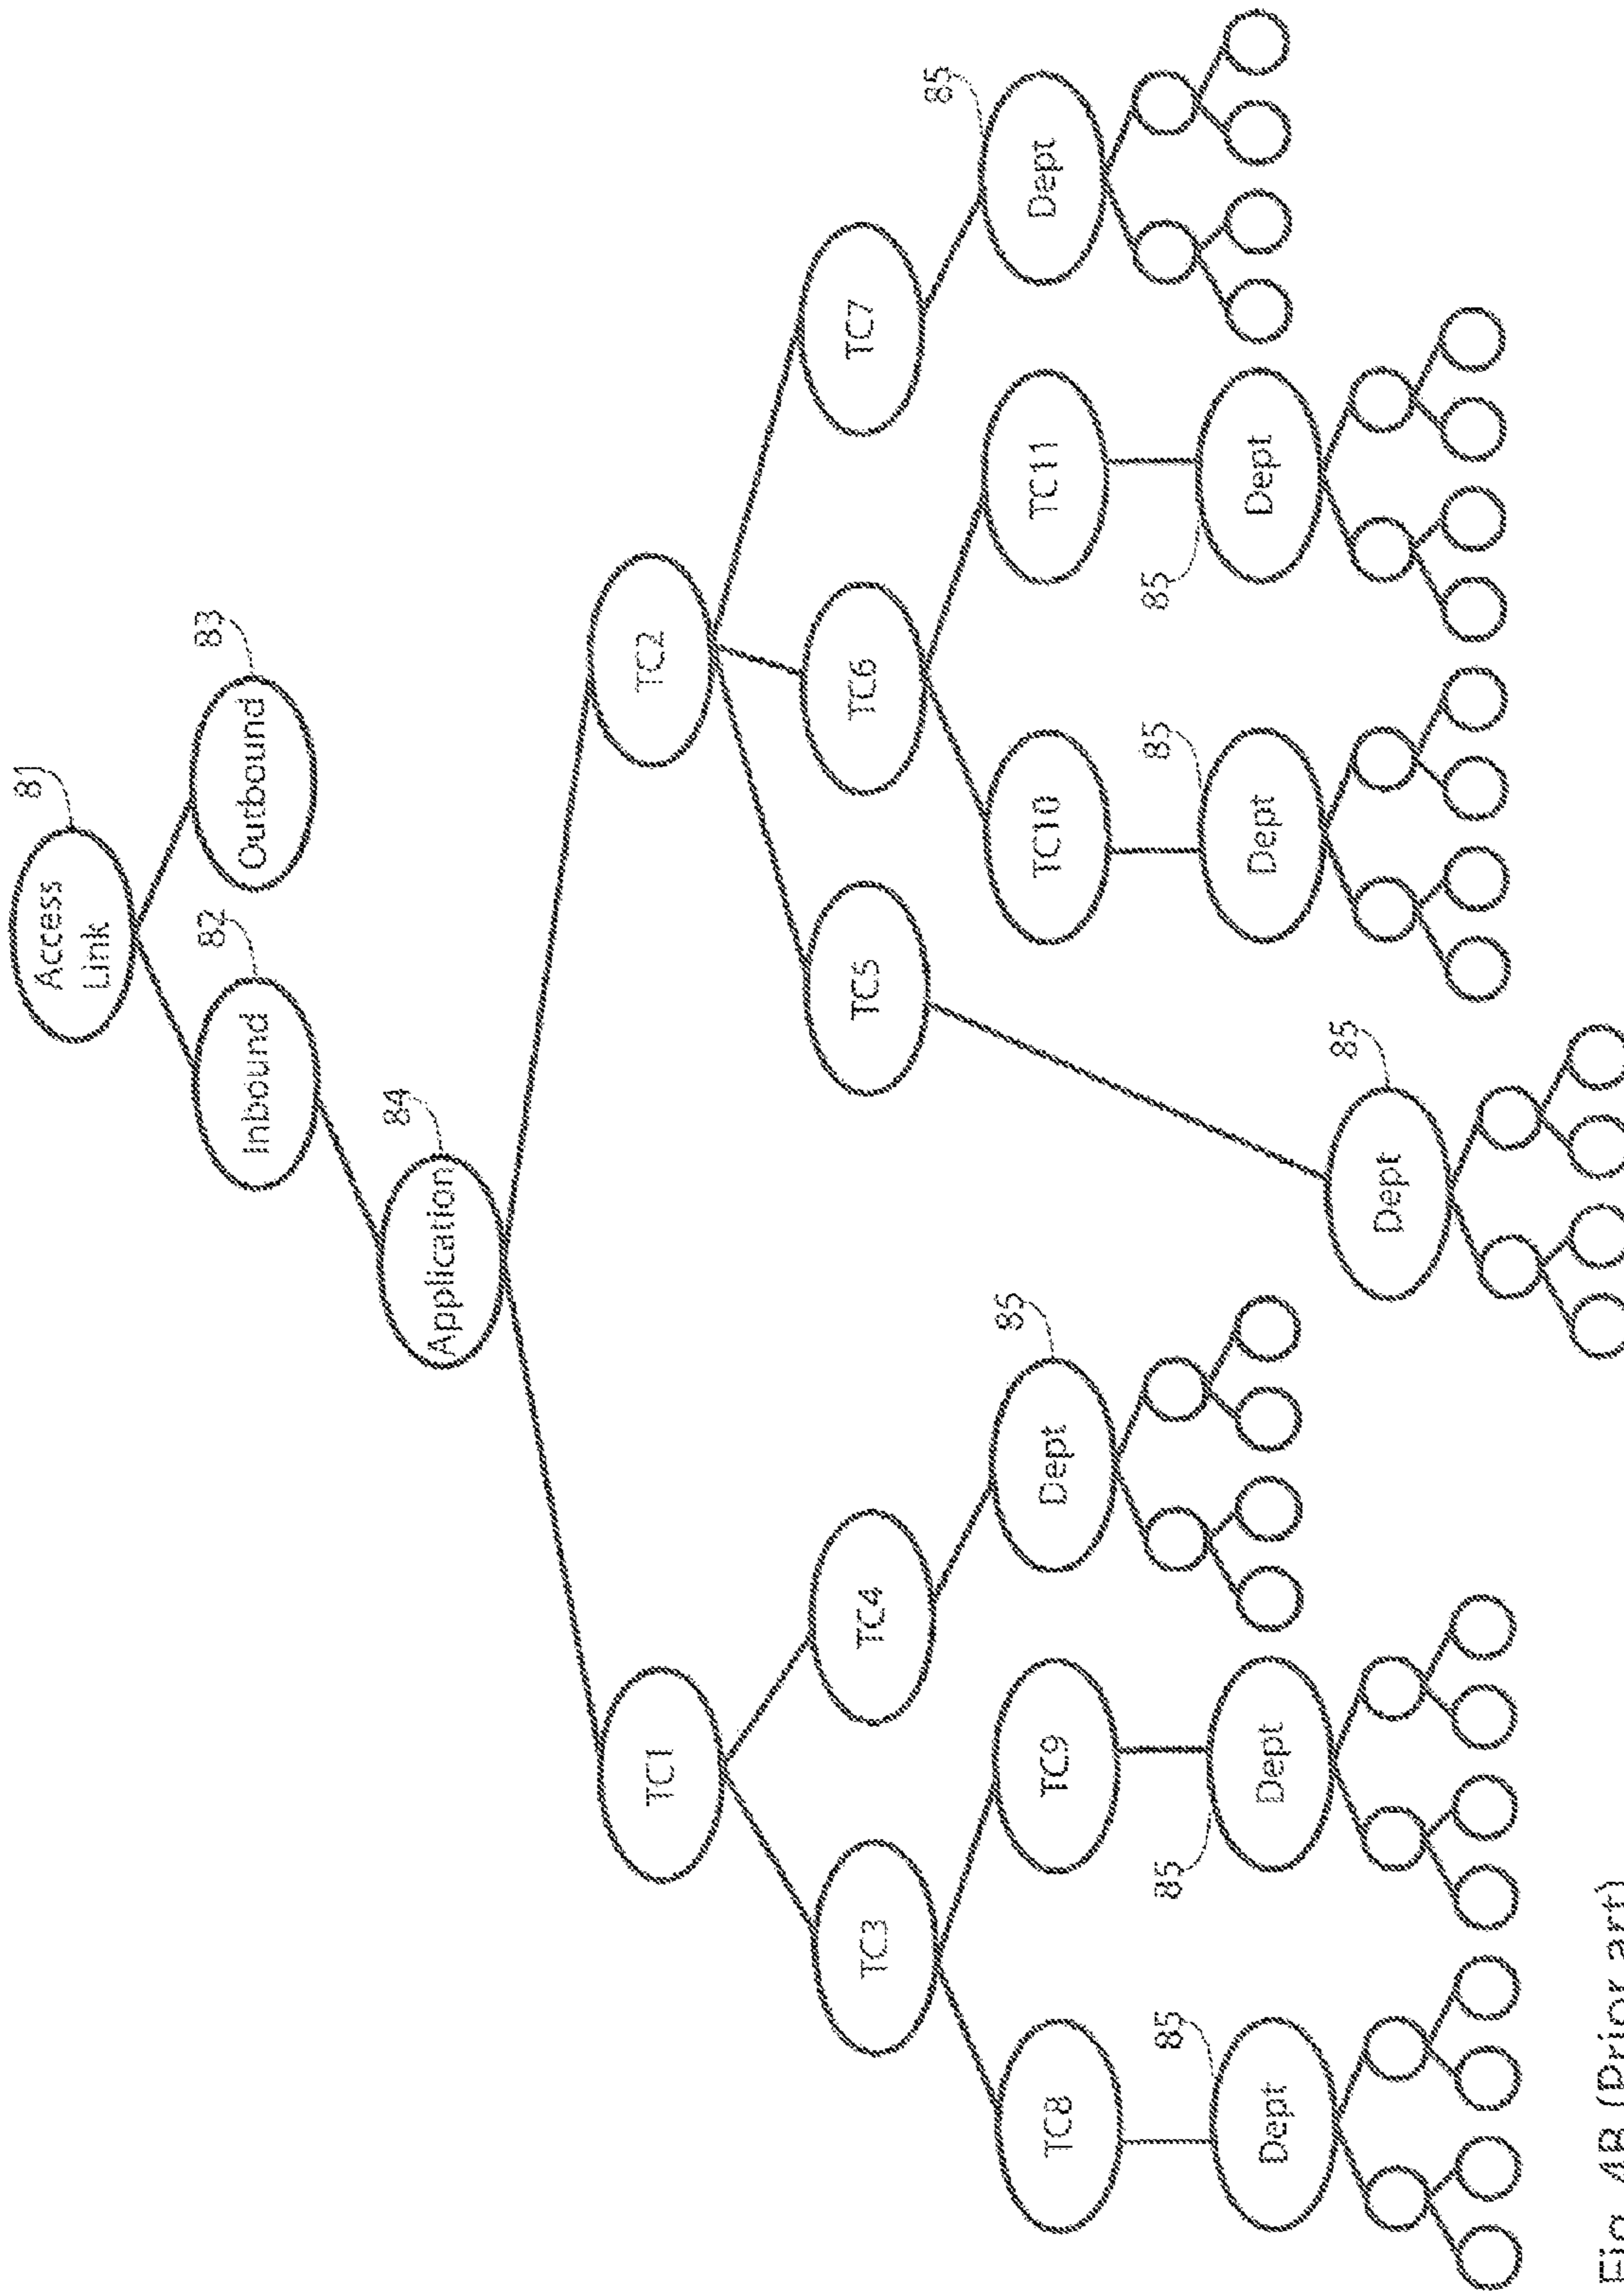 Access
Link
81
Inbound
82
Outbound
83
Application
84
TC1
TC2
TC3
TC4
TC5
TC6
TC7
TC8
TC9
Dept
85
TC10
TC11
Dept
85
Dept
85
Dept
85
Dept
85
Dept
85
Dept
85
Fig. 4B (Prior art)